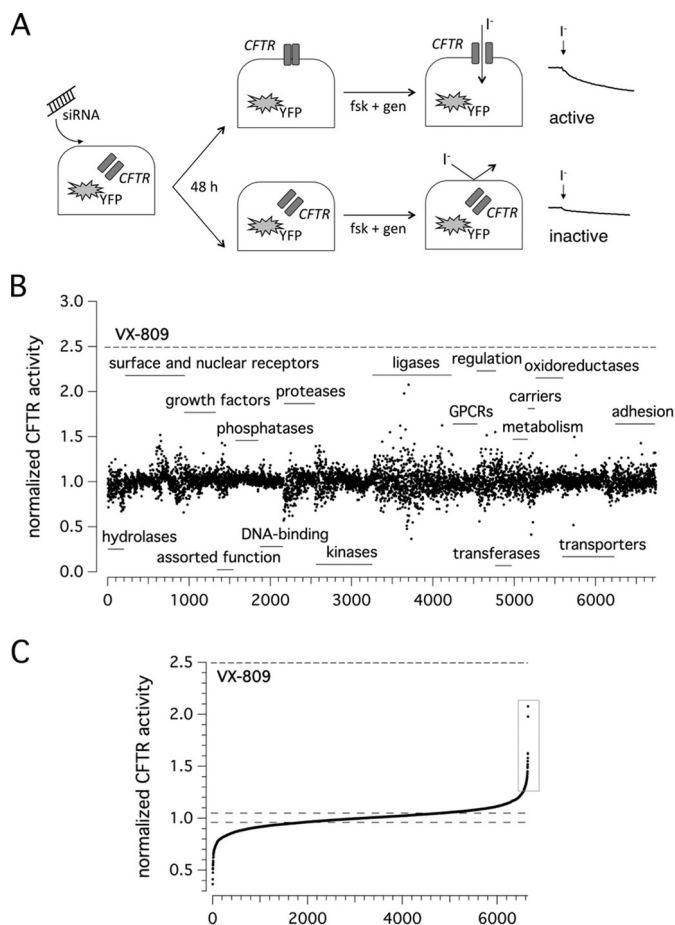 A
siRNA
YFP
CFTR
48 h
CFTR
YFP
fsk + gen
CFTR
I-
YFP
I-
active
CFTR
YFP
fsk + gen
I-
CFTR
YFP
I-
inactive
B
normalized CFTR activity
3.0
2.5
2.0
1.5
1.0
0.5
0.0
VX-809
surface and nuclear receptors
ligases
regulation
oxidoreductases
growth factors
proteases
phosphatases
GPCRs
carriers
metabolism
adhesion
hydrolases
assorted function
DNA-binding
kinases
transferases
transporters
0 1000 2000 3000 4000 5000 6000
C
normalized CFTR activity
2.5
2.0
1.5
1.0
0.5
VX-809
0 2000 4000 6000